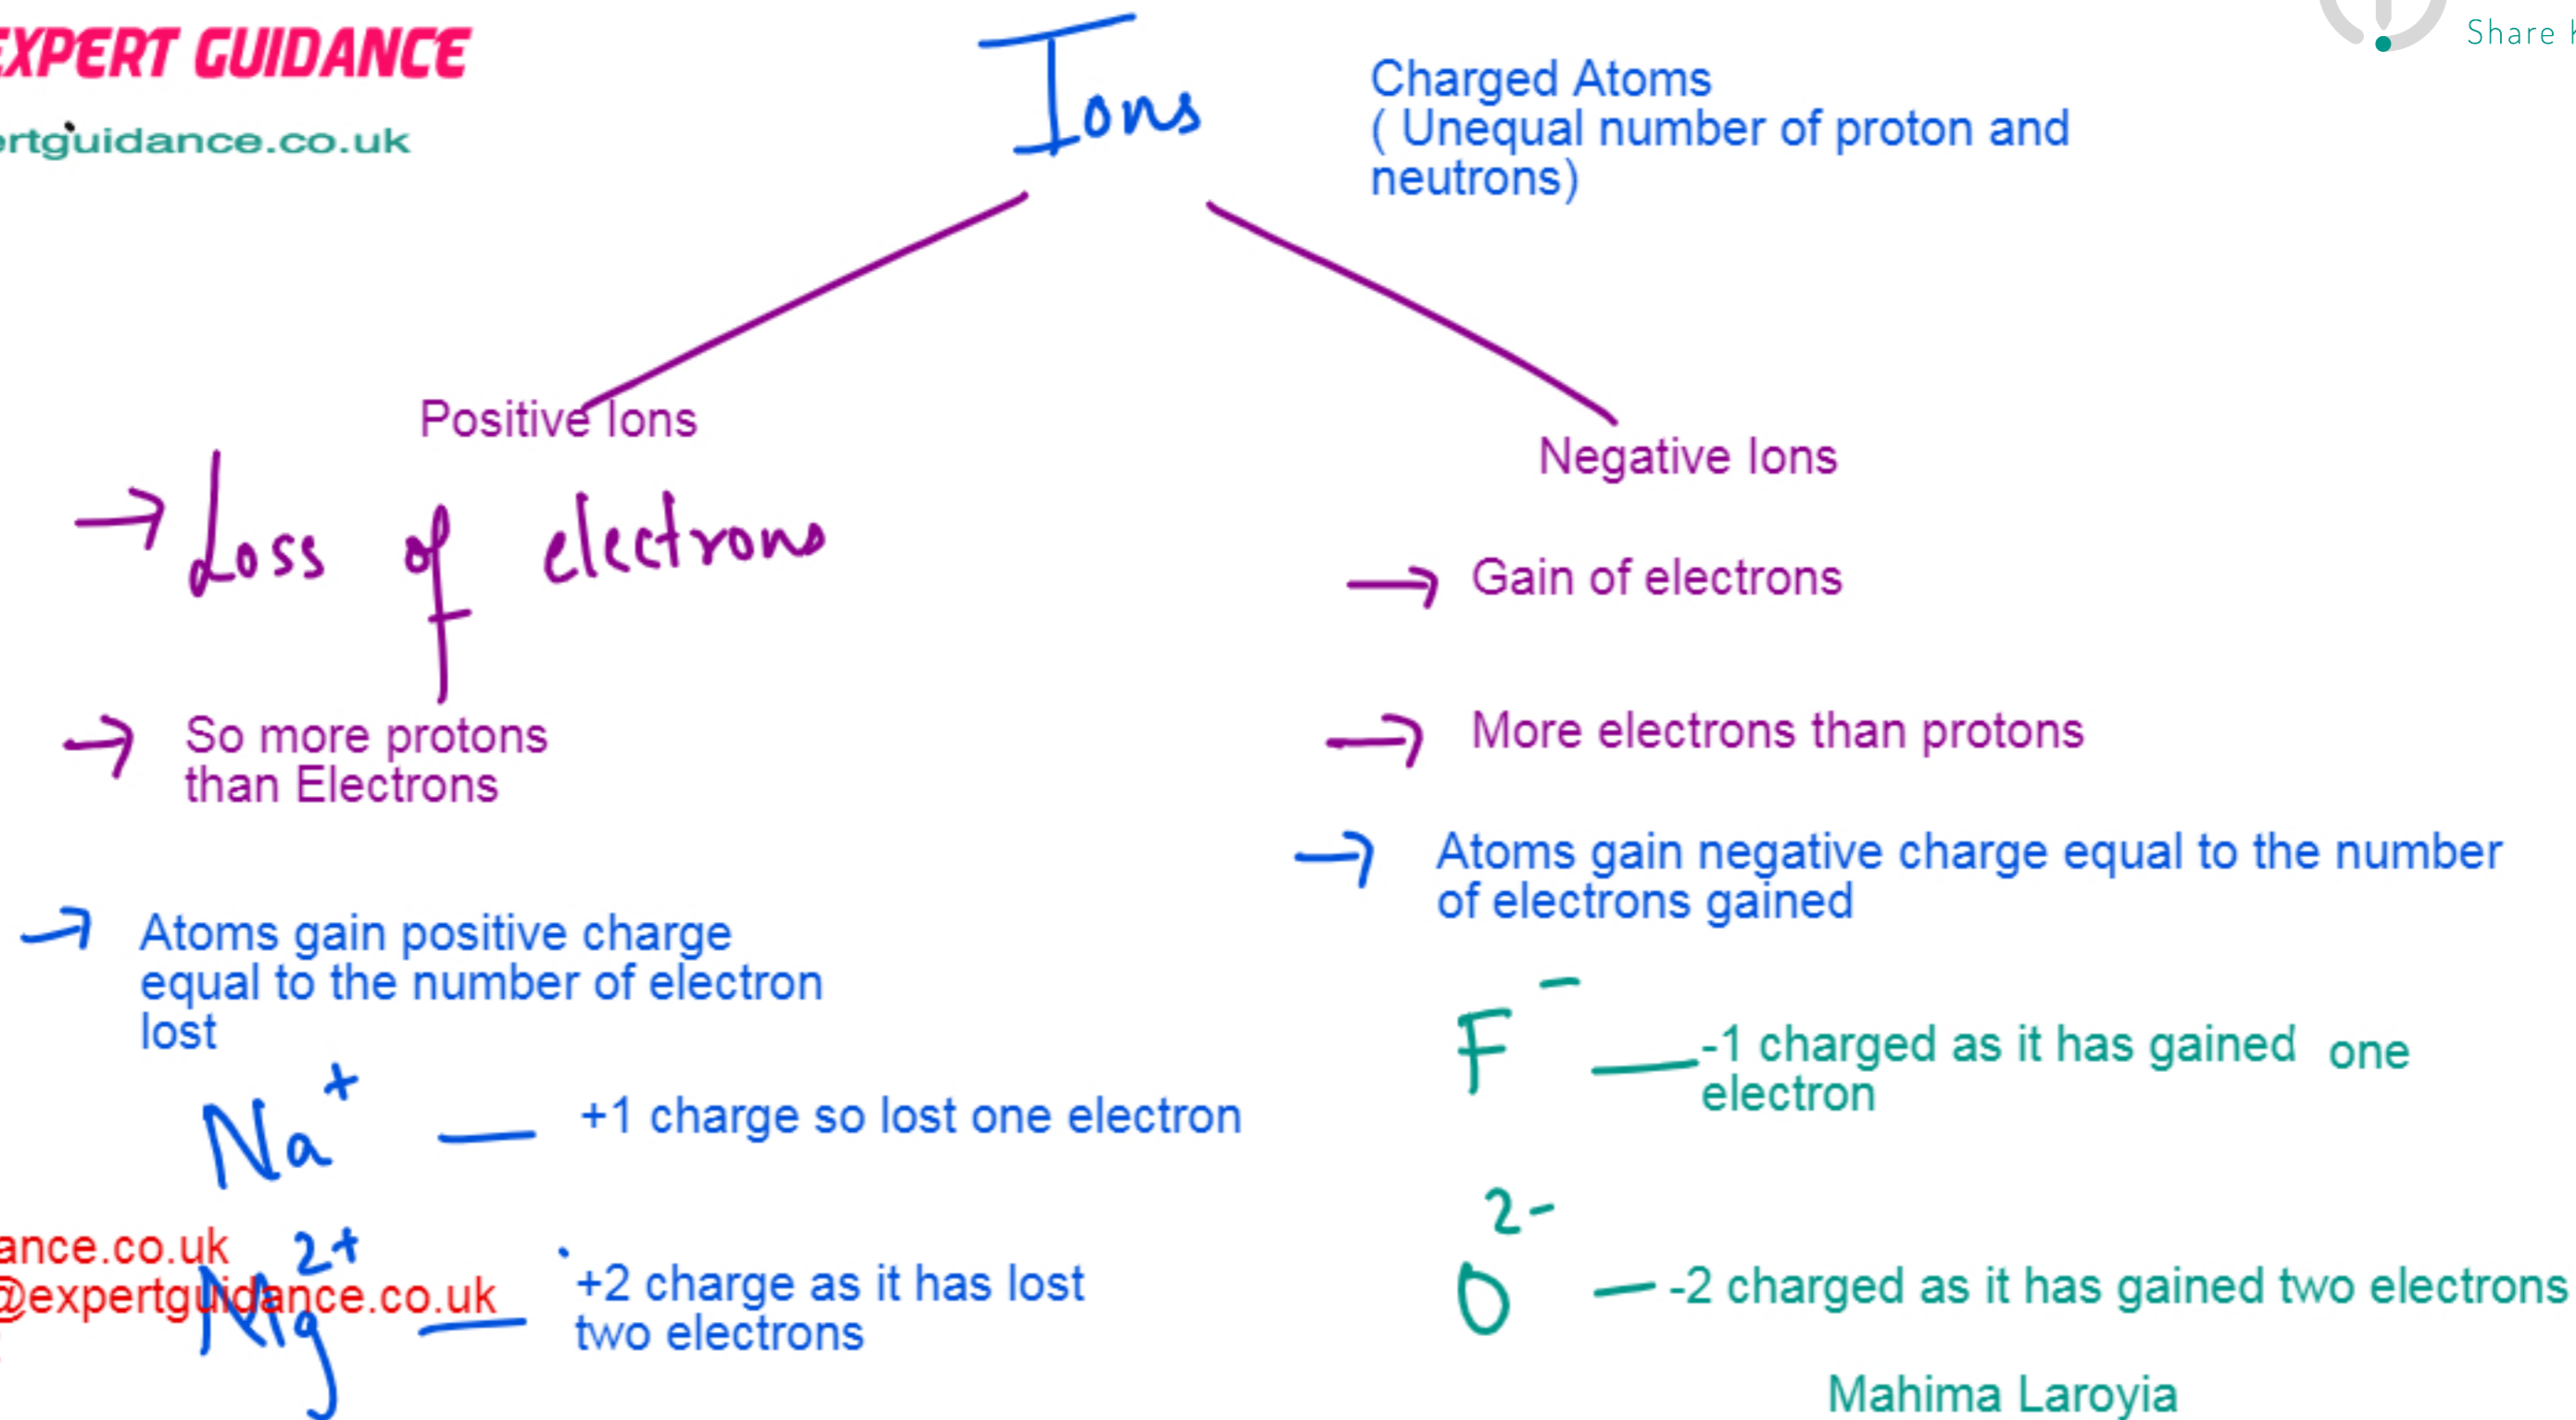 EXPERT GUIDANCE
ertguidance.co.uk
Share
Ions
Charged Atoms
( Unequal number of proton and
neutrons)
Positive Ions
→ Loss of electrons
→ So more protons
than Electrons
→ Atoms gain positive charge
equal to the number of electron
lost
Na⁺ — +1 charge so lost one electron
Mg²⁺ — +2 charge as it has lost
two electrons
ance.co.uk
@expertguidance.co.uk
Negative Ions
→ Gain of electrons
→ More electrons than protons
→ Atoms gain negative charge equal to the number
of electrons gained
F⁻ — -1 charged as it has gained one
electron
O²⁻ — -2 charged as it has gained two electrons
Mahima Laroyia